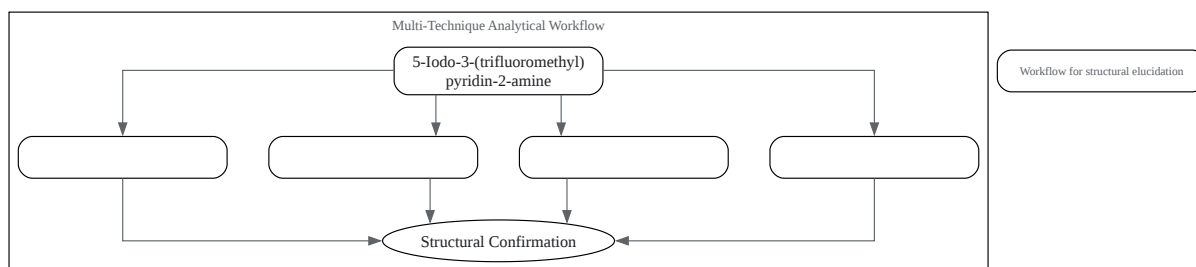 Multi-Technique Analytical Workflow
5-Iodo-3-(trifluoromethyl)
pyridin-2-amine
Workflow for structural elucidation
Structural Confirmation